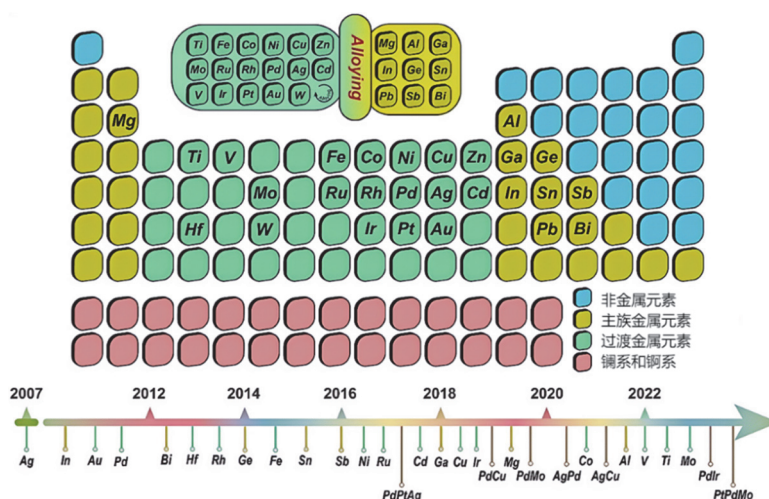 Ti Fe Co Ni Cu Zn
Mo Ru Rh Pd Ag Cd
V Ir Pt Au W
Alloying
Mg Al Ga
In Ge Sn
Pb Sb Bi
Mg Al
Ti V Fe Co Ni Cu Zn Ga Ge
Mo Ru Rh Pd Ag Cd In Sn Sb
Hf W Ir Pt Au Pb Bi
非金属元素
主族金属元素
过渡金属元素
镧系和锕系
2007 2012 2014 2016 2018 2020 2022
Ag In Au Pd Bi Hf Rh Ge Fe Sn Sb Ni Ru Cd Ga Cu Ir Mg Co Al V Ti Mo
PdCu PdMo AgPd AgCu PdIr
PdPtAg PtPdMo